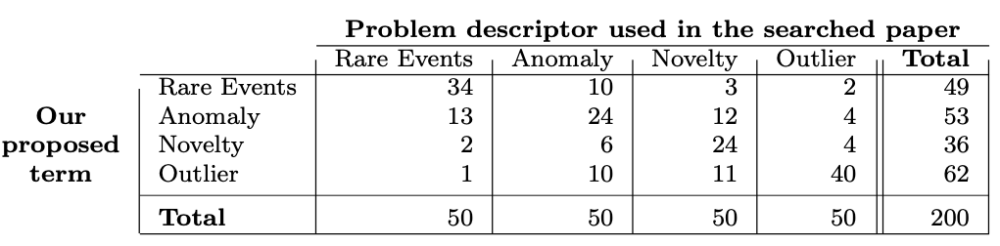 Problem descriptor used in the searched paper
Rare Events Anomaly Novelty Outlier Total
Rare Events 34 10 3 2 49
Our Anomaly 13 24 12 4 53
proposed Novelty 2 6 24 4 36
term Outlier 1 10 11 40 62
Total 50 50 50 50 200